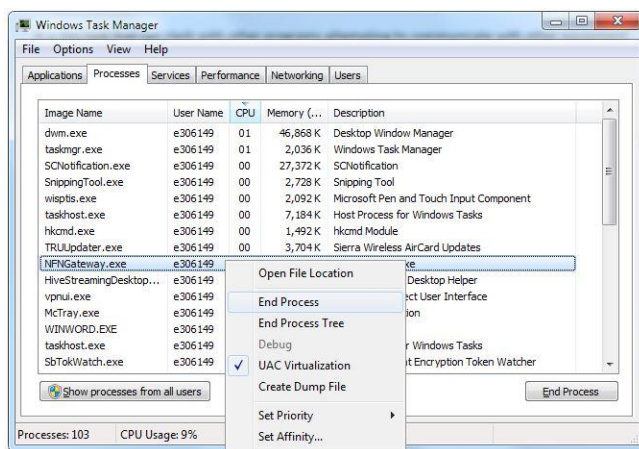 Windows Task Manager
File Options View Help
Applications Processes Services Performance Networking Users
Image Name User Name CPU Memory (... Description
dwm.exe e306149 01 46,868 K Desktop Window Manager
taskmgr.exe e306149 01 2,036 K Windows Task Manager
SCNotification.exe e306149 00 27,372 K SCNotification
SnippingTool.exe e306149 00 2,728 K Snipping Tool
wisptis.exe e306149 00 2,092 K Microsoft Pen and Touch Input Component
taskhost.exe e306149 00 7,184 K Host Process for Windows Tasks
hkcmd.exe e306149 00 1,492 K hkcmd Module
TRUUpdater.exe e306149 00 3,704 K Sierra Wireless AirCard Updates
NFNGateway.exe e306149 xe
Open File Location
HiveStreamingDesktop... e306149 Desktop Helper
vpnui.exe e306149 ect User Interface
End Process
McTray.exe e306149 ion
End Process Tree
WINWORD.EXE e306149
Debug
taskhost.exe e306149 r Windows Tasks
UAC Virtualization
SbTokWatch.exe e306149 t Encryption Token Watcher
Create Dump File
Show processes from all users End Process
Set Priority
Set Affinity...
Processes: 103 CPU Usage: 9%